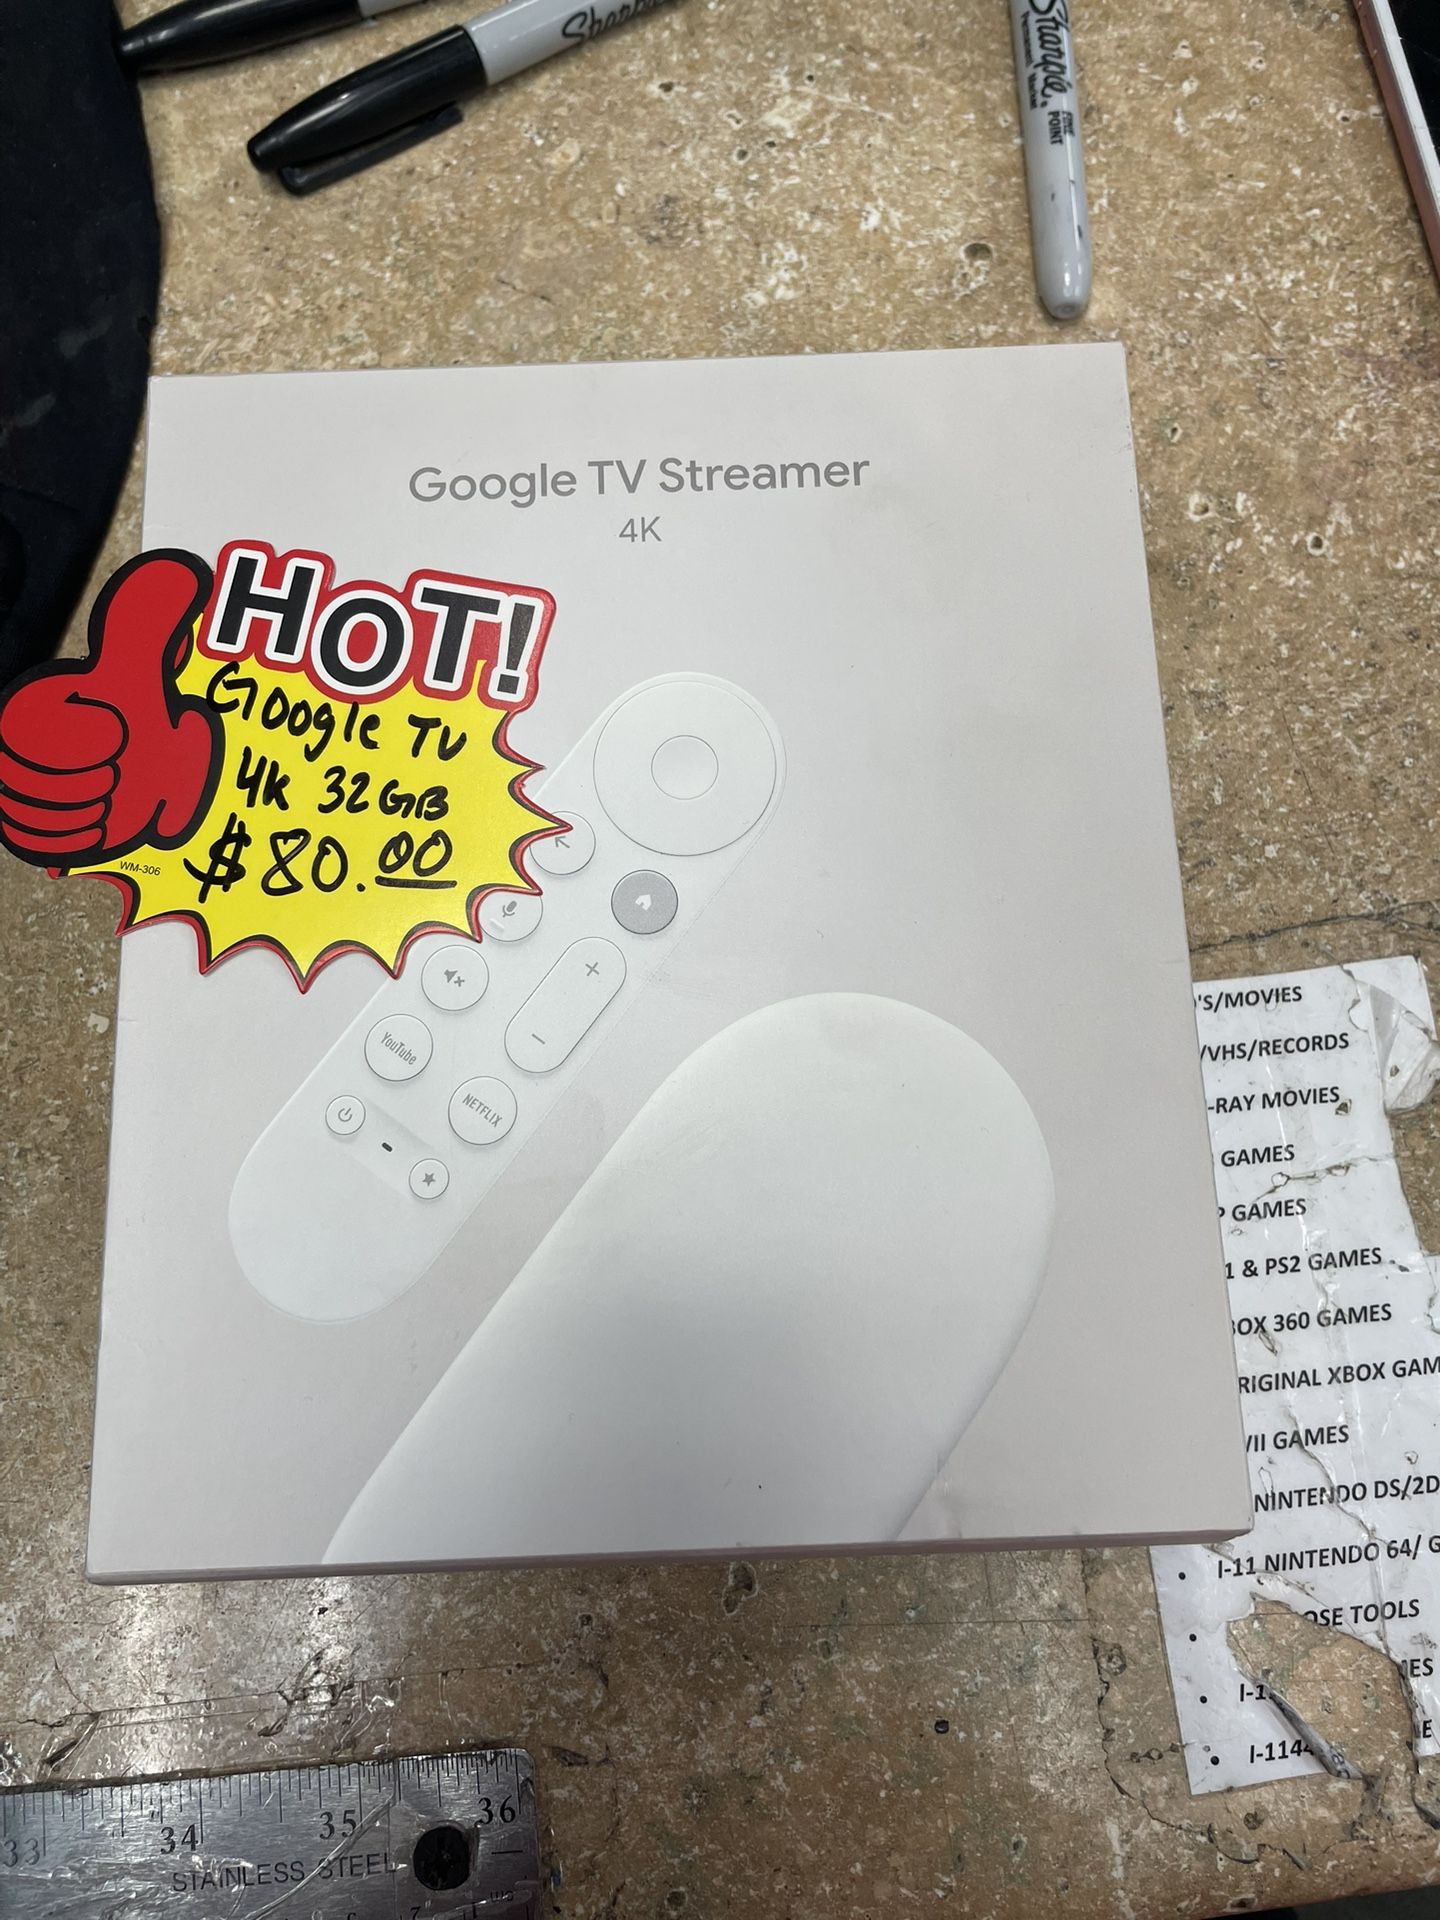 Sharpie
Sharpie
Permanent Marker
FINE
POINT
Google TV Streamer
4K
HOT!
Google TV
4K 32GB
$80.00
WM-306
YouTube
NETFLIX
'S/MOVIES
/VHS/RECORDS
-RAY MOVIES
GAMES
P GAMES
1 & PS2 GAMES
BOX 360 GAMES
RIGINAL XBOX GAM
WII GAMES
NINTENDO DS/2D
• I-11 NINTENDO 64/ G
• OSE TOOLS
• I-1
• I-114
33 34 35 36
STAINLESS STEEL